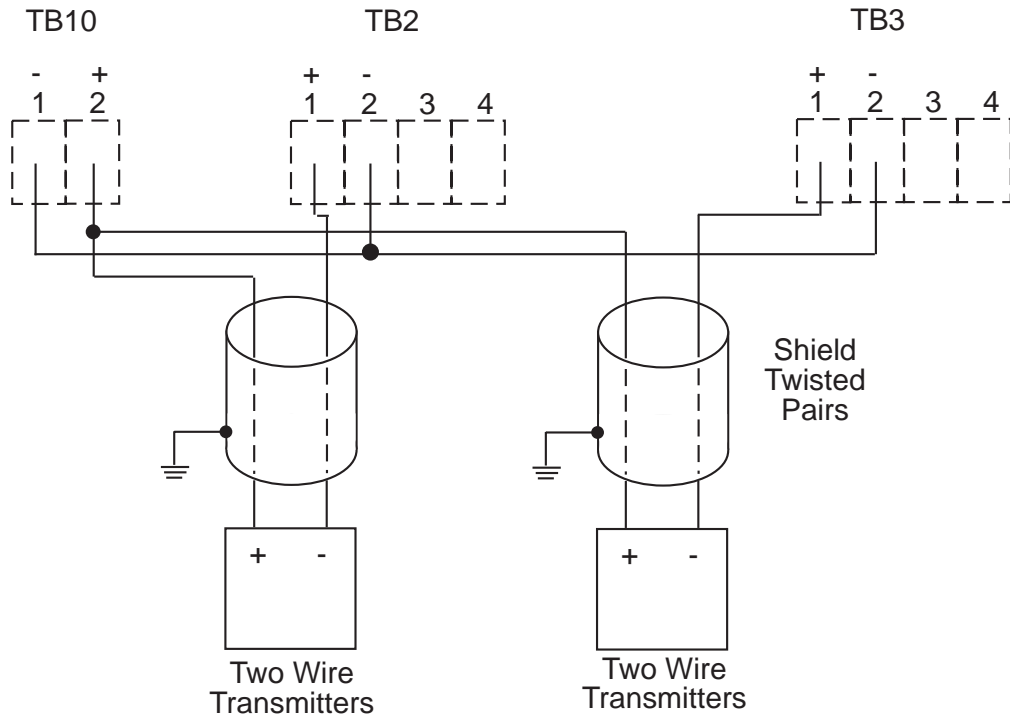 TB10 TB2 TB3
- + + - + -
1 2 1 2 3 4 1 2 3 4
Shield
Twisted
Pairs
+ - + -
Two Wire
Transmitters
Two Wire
Transmitters